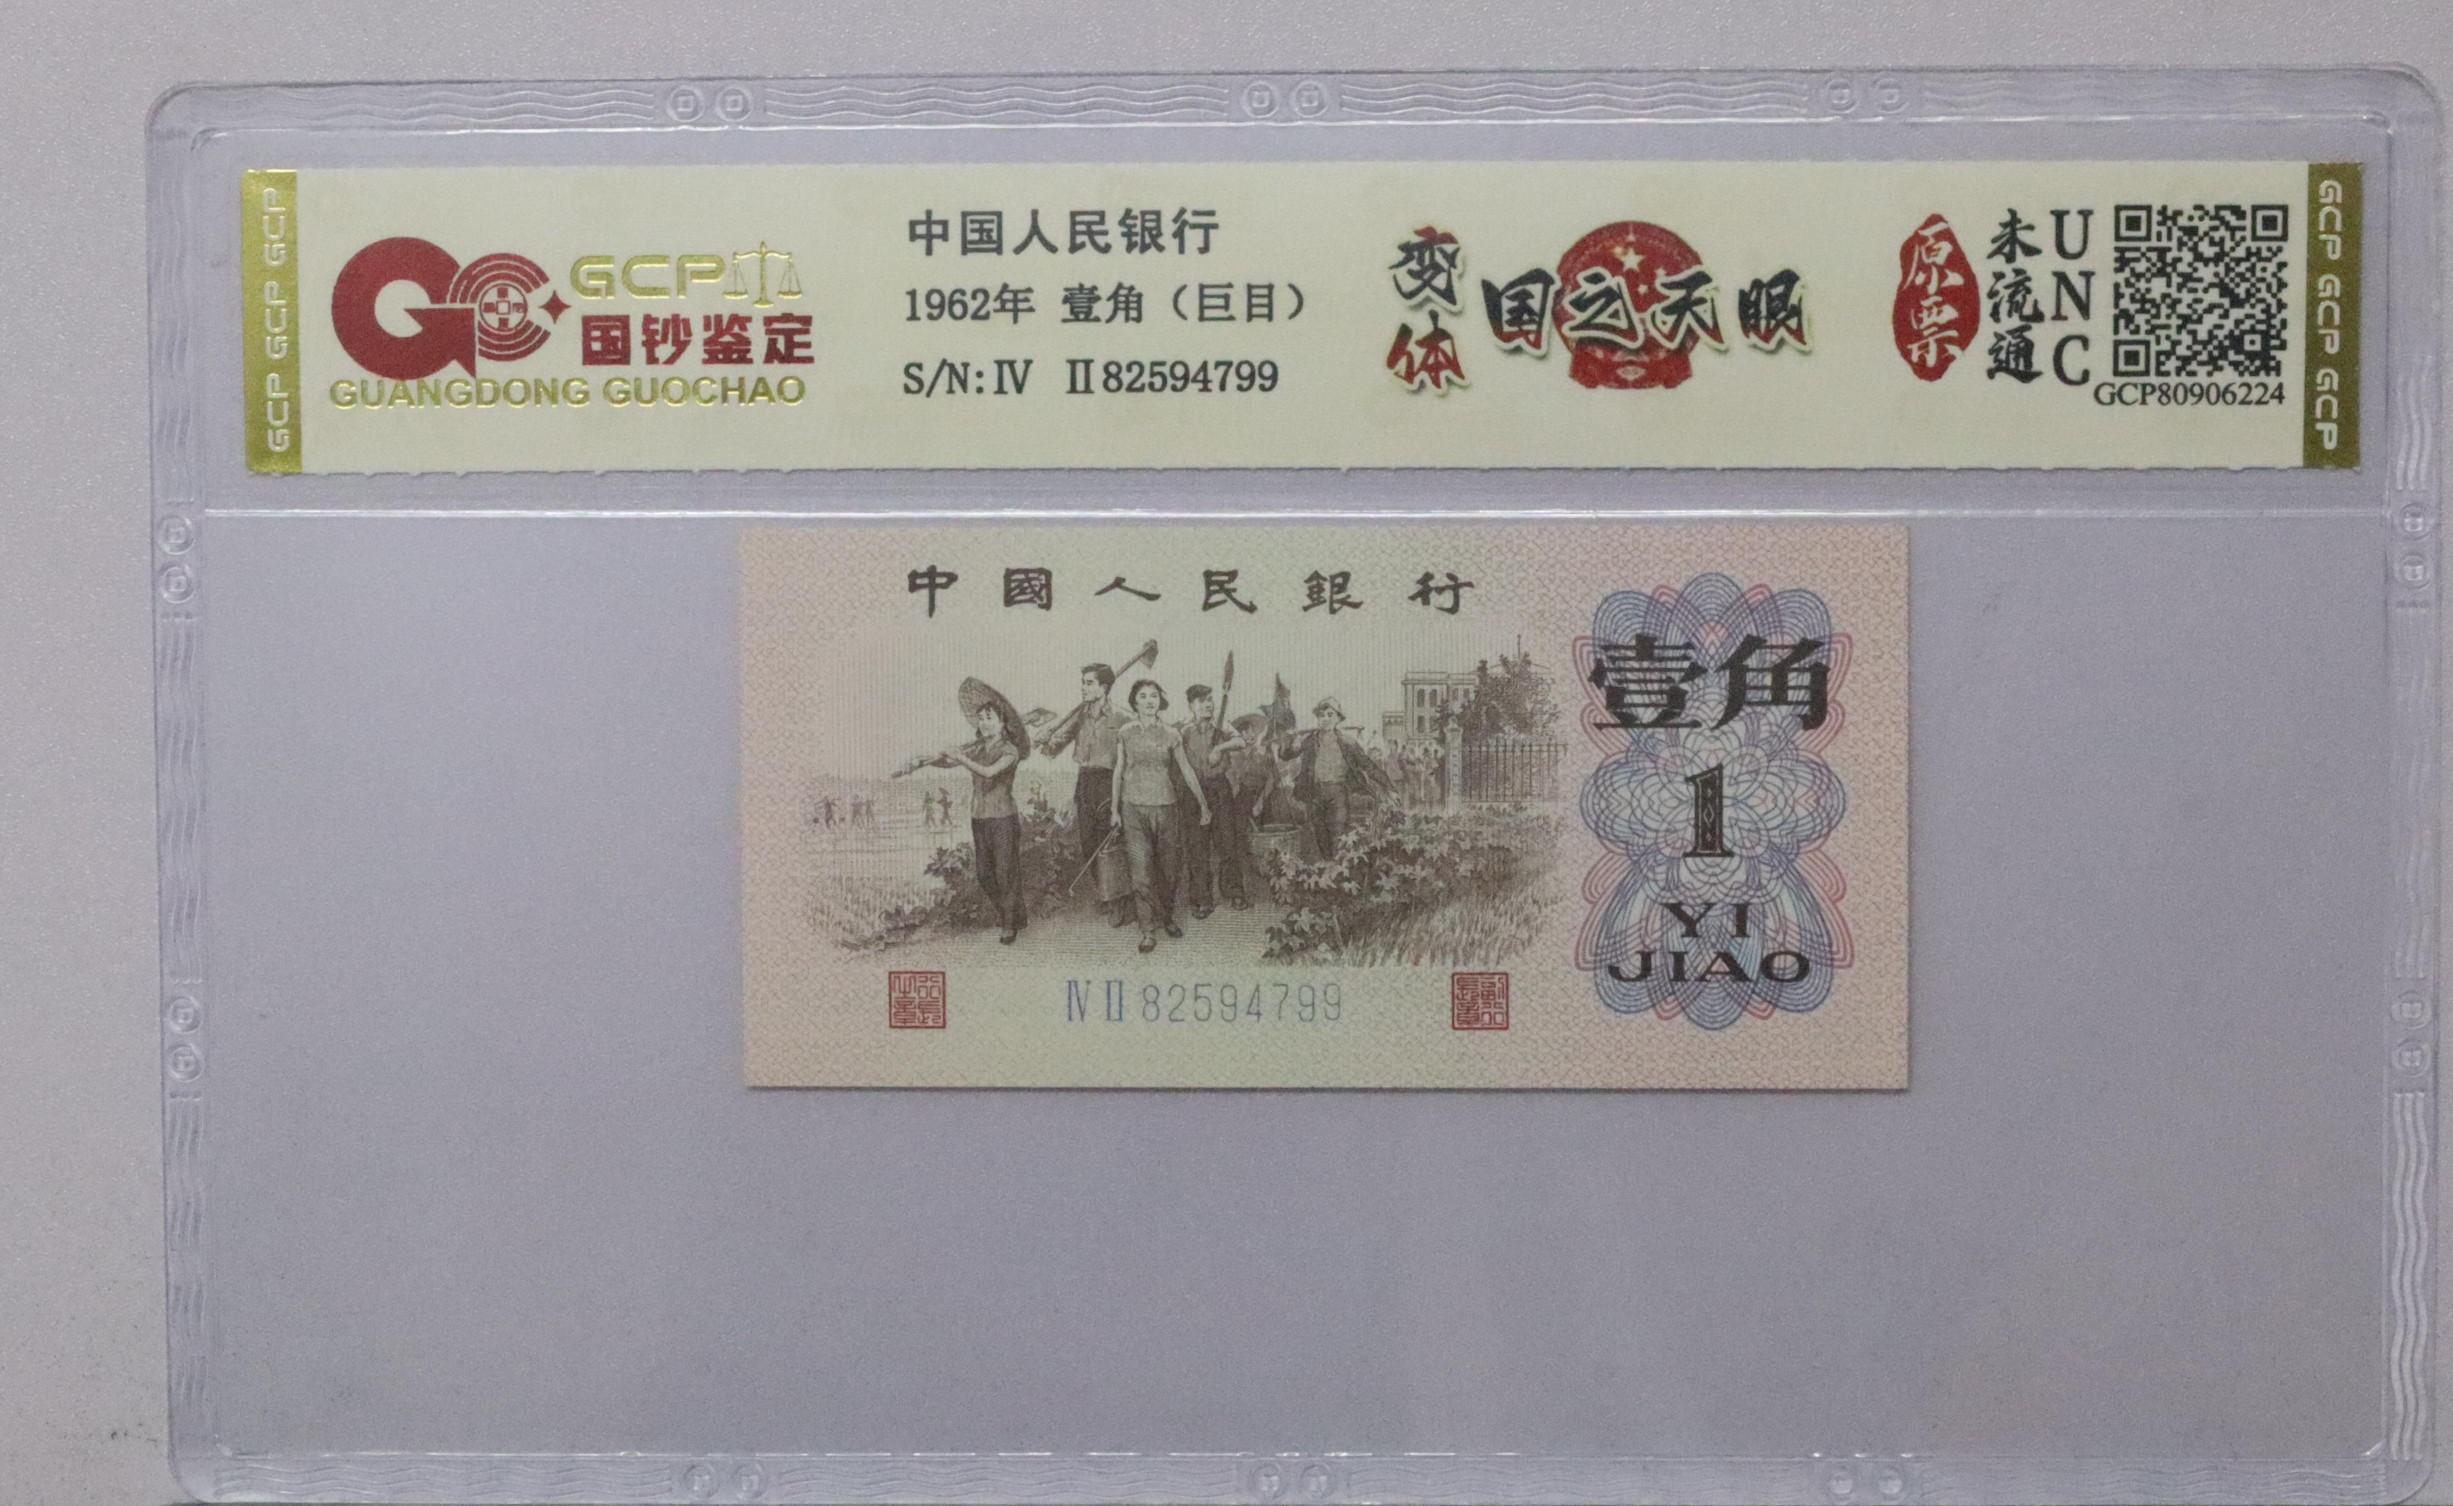 GCP GCP GCP
GCP
国钞鉴定
GUANGDONG GUOCHAO
中国人民银行
1962年 壹角（巨目）
S/N: IV II 82594799
变体
国之天眼
原票
未流通
UNC
GCP80906224
GCP GCP GCP
中國人民銀行
壹角
1
YI
JIAO
IV II 82594799